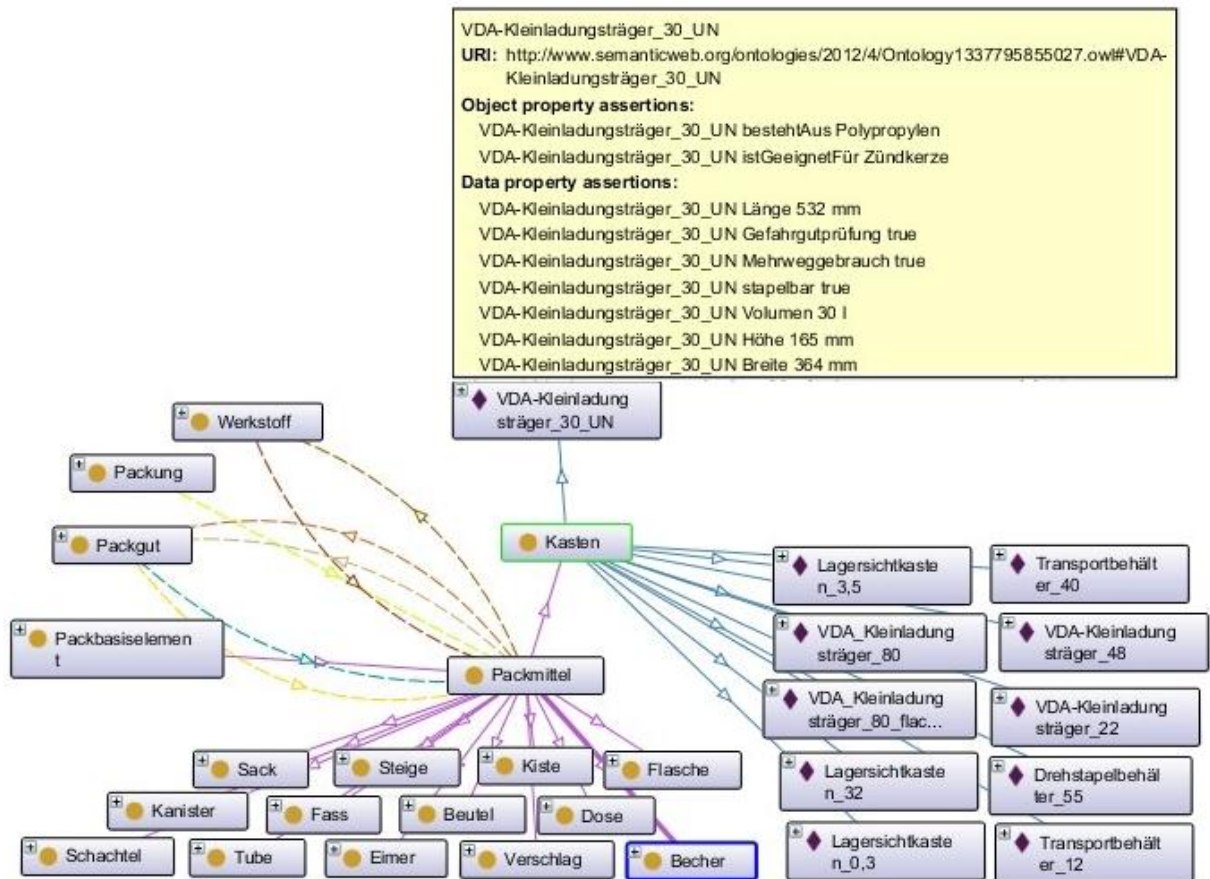 VDA-Kleinladungsträger_30_UN
URI: http://www.semanticweb.org/ontologies/2012/4/Ontology1337795855027.owl#VDA-
Kleinladungsträger_30_UN
Object property assertions:
VDA-Kleinladungsträger_30_UN bestehtAus Polypropylen
VDA-Kleinladungsträger_30_UN istGeeignetFür Zündkerze
Data property assertions:
VDA-Kleinladungsträger_30_UN Länge 532 mm
VDA-Kleinladungsträger_30_UN Gefahrgutprüfung true
VDA-Kleinladungsträger_30_UN Mehrweggebrauch true
VDA-Kleinladungsträger_30_UN stapelbar true
VDA-Kleinladungsträger_30_UN Volumen 30 l
VDA-Kleinladungsträger_30_UN Höhe 165 mm
VDA-Kleinladungsträger_30_UN Breite 364 mm
VDA-Kleinladung
sträger_30_UN
Werkstoff
Packung
Packgut
Packbasiselemen
t
Packmittel
Kasten
Lagersichtkaste
n_3,5
Transportbehält
er_40
VDA_Kleinladung
sträger_80
VDA-Kleinladung
sträger_48
VDA_Kleinladung
sträger_80_flac...
VDA-Kleinladung
sträger_22
Lagersichtkaste
n_32
Drehstapelbehäl
ter_55
Lagersichtkaste
n_0,3
Transportbehält
er_12
Sack
Steige
Kiste
Flasche
Kanister
Fass
Beutel
Dose
Schachtel
Tube
Eimer
Verschlag
Becher